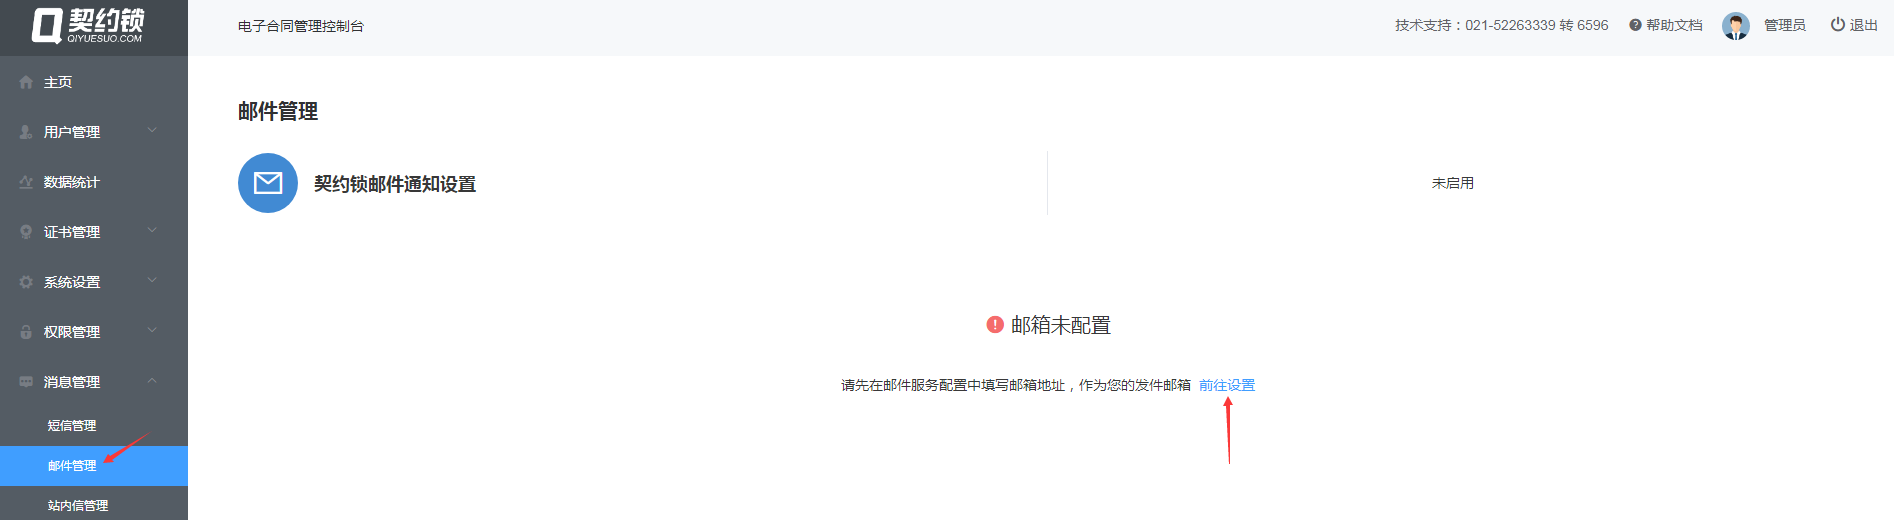 契约锁
QIYUESUO.COM
电子合同管理控制台
技术支持：021-52263339 转 6596
帮助文档
管理员
退出
主页
用户管理
数据统计
证书管理
系统设置
权限管理
消息管理
短信管理
邮件管理
站内信管理
邮件管理
契约锁邮件通知设置
未启用
邮箱未配置
请先在邮件服务配置中填写邮箱地址，作为您的发件邮箱 前往设置